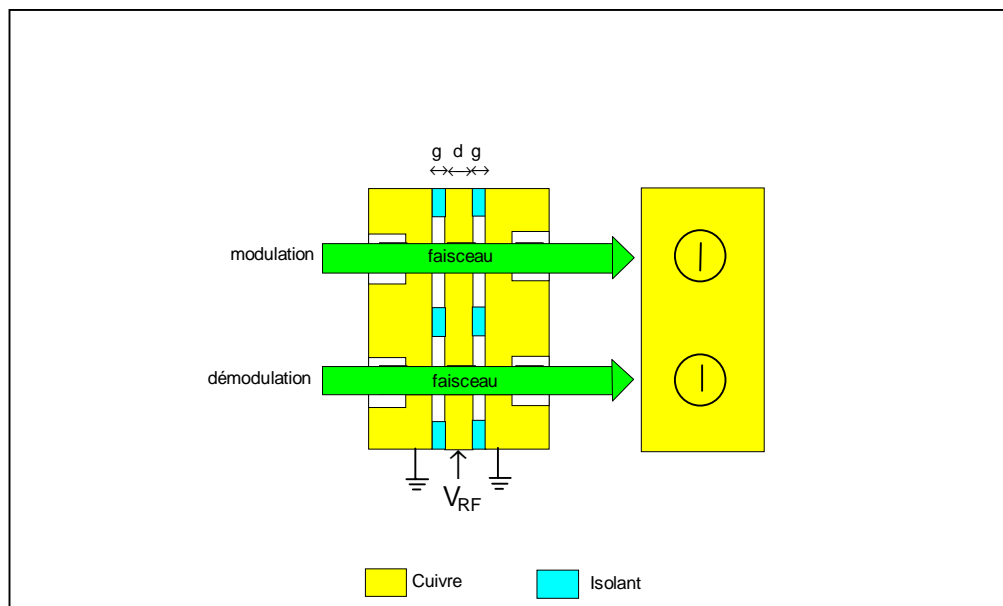 g d g
modulation
faisceau
démodulation
faisceau
VRF
Cuivre
Isolant